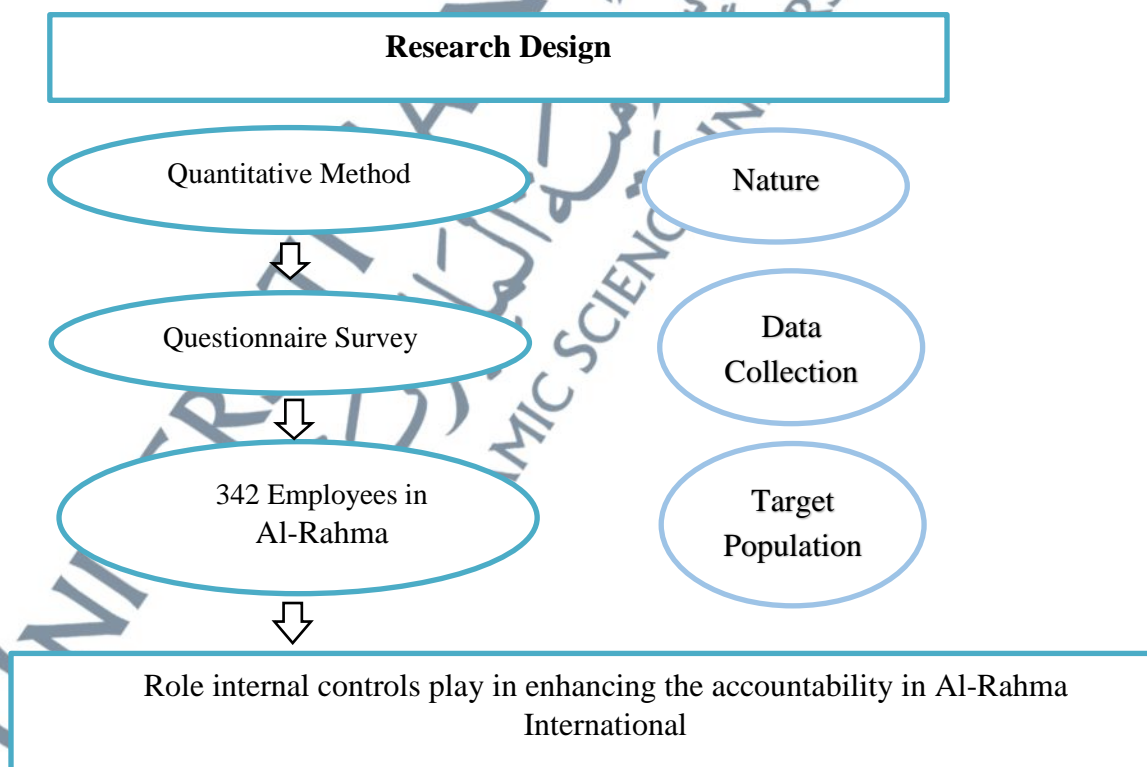 Research Design
Quantitative Method
Nature
Questionnaire Survey
Data
Collection
342 Employees in
Al-Rahma
Target
Population
Role internal controls play in enhancing the accountability in Al-Rahma
International